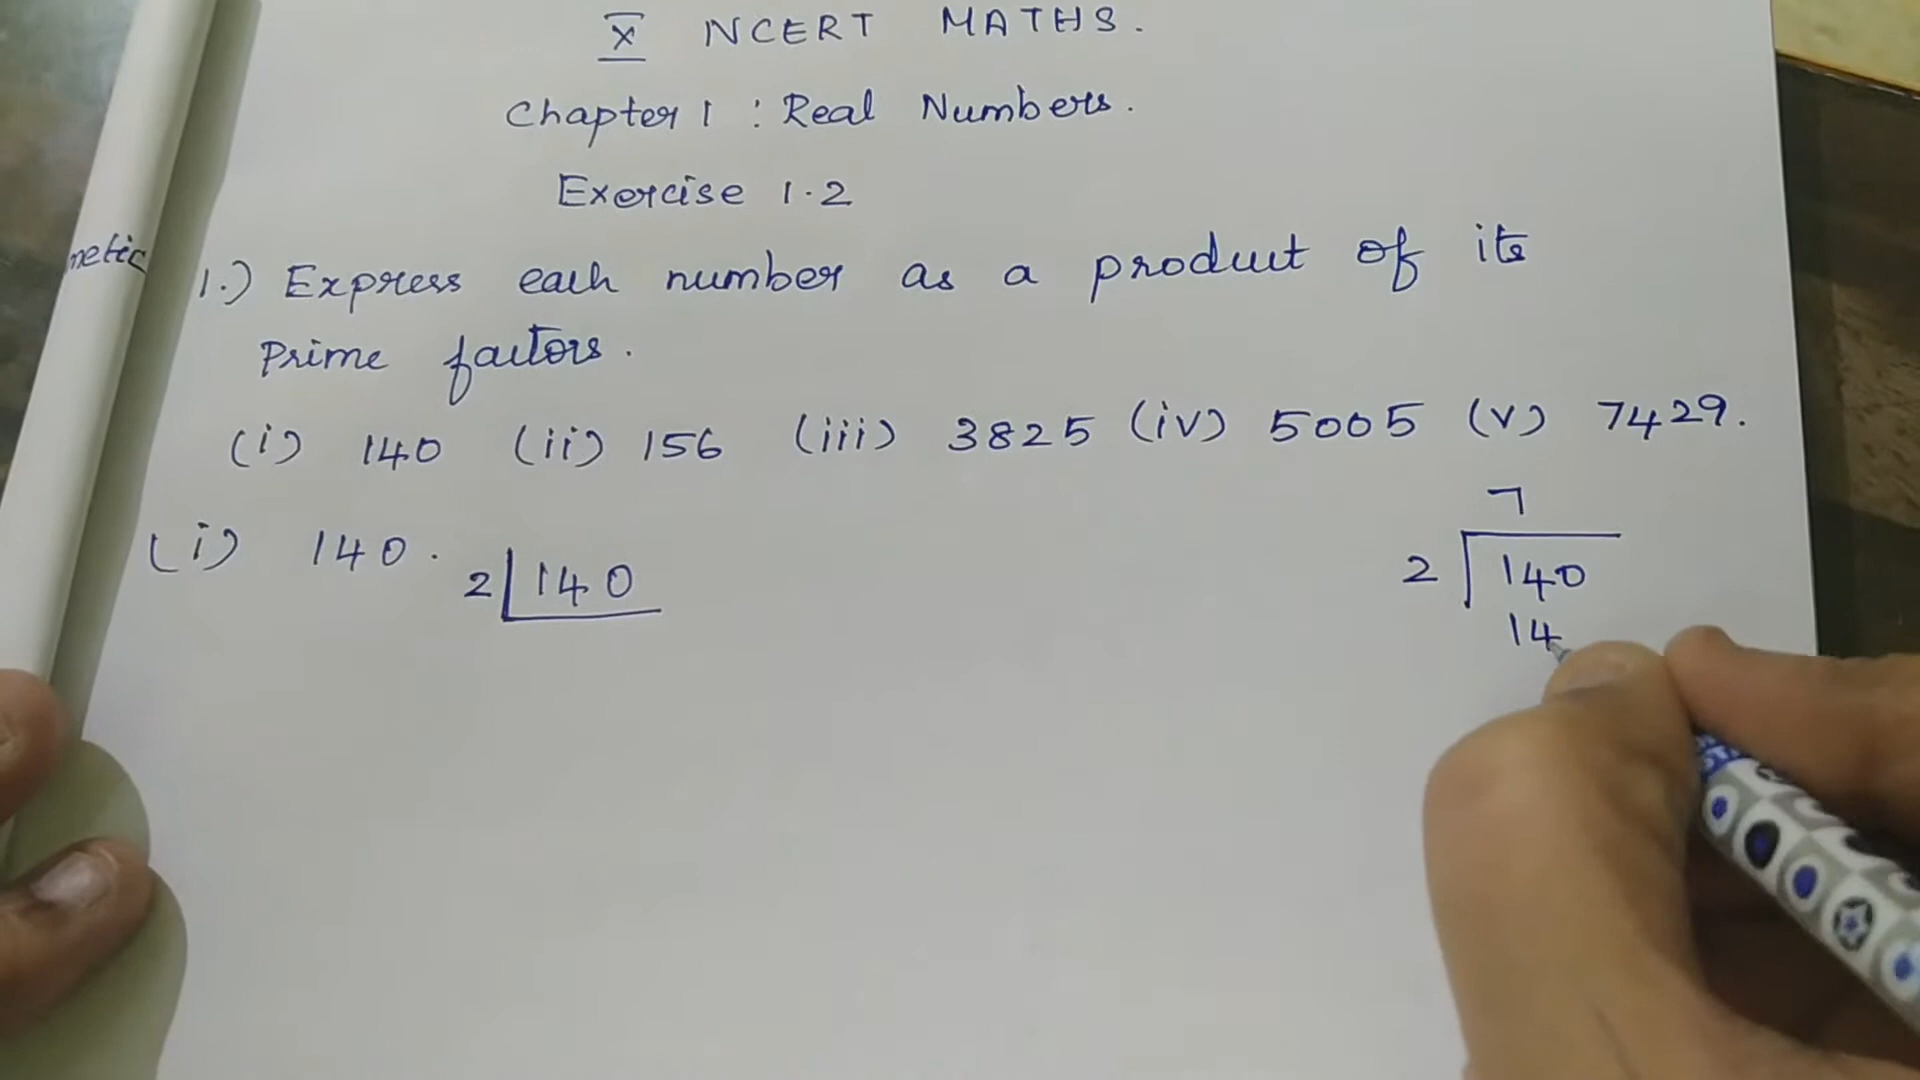 X NCERT MATHS.
Chapter 1 : Real Numbers.
Exercise 1.2
netic
1.) Express each number as a product of its
Prime factors.
(i) 140 (ii) 156 (iii) 3825 (iv) 5005 (v) 7429.
(i) 140. 2 140
7
2 140
14